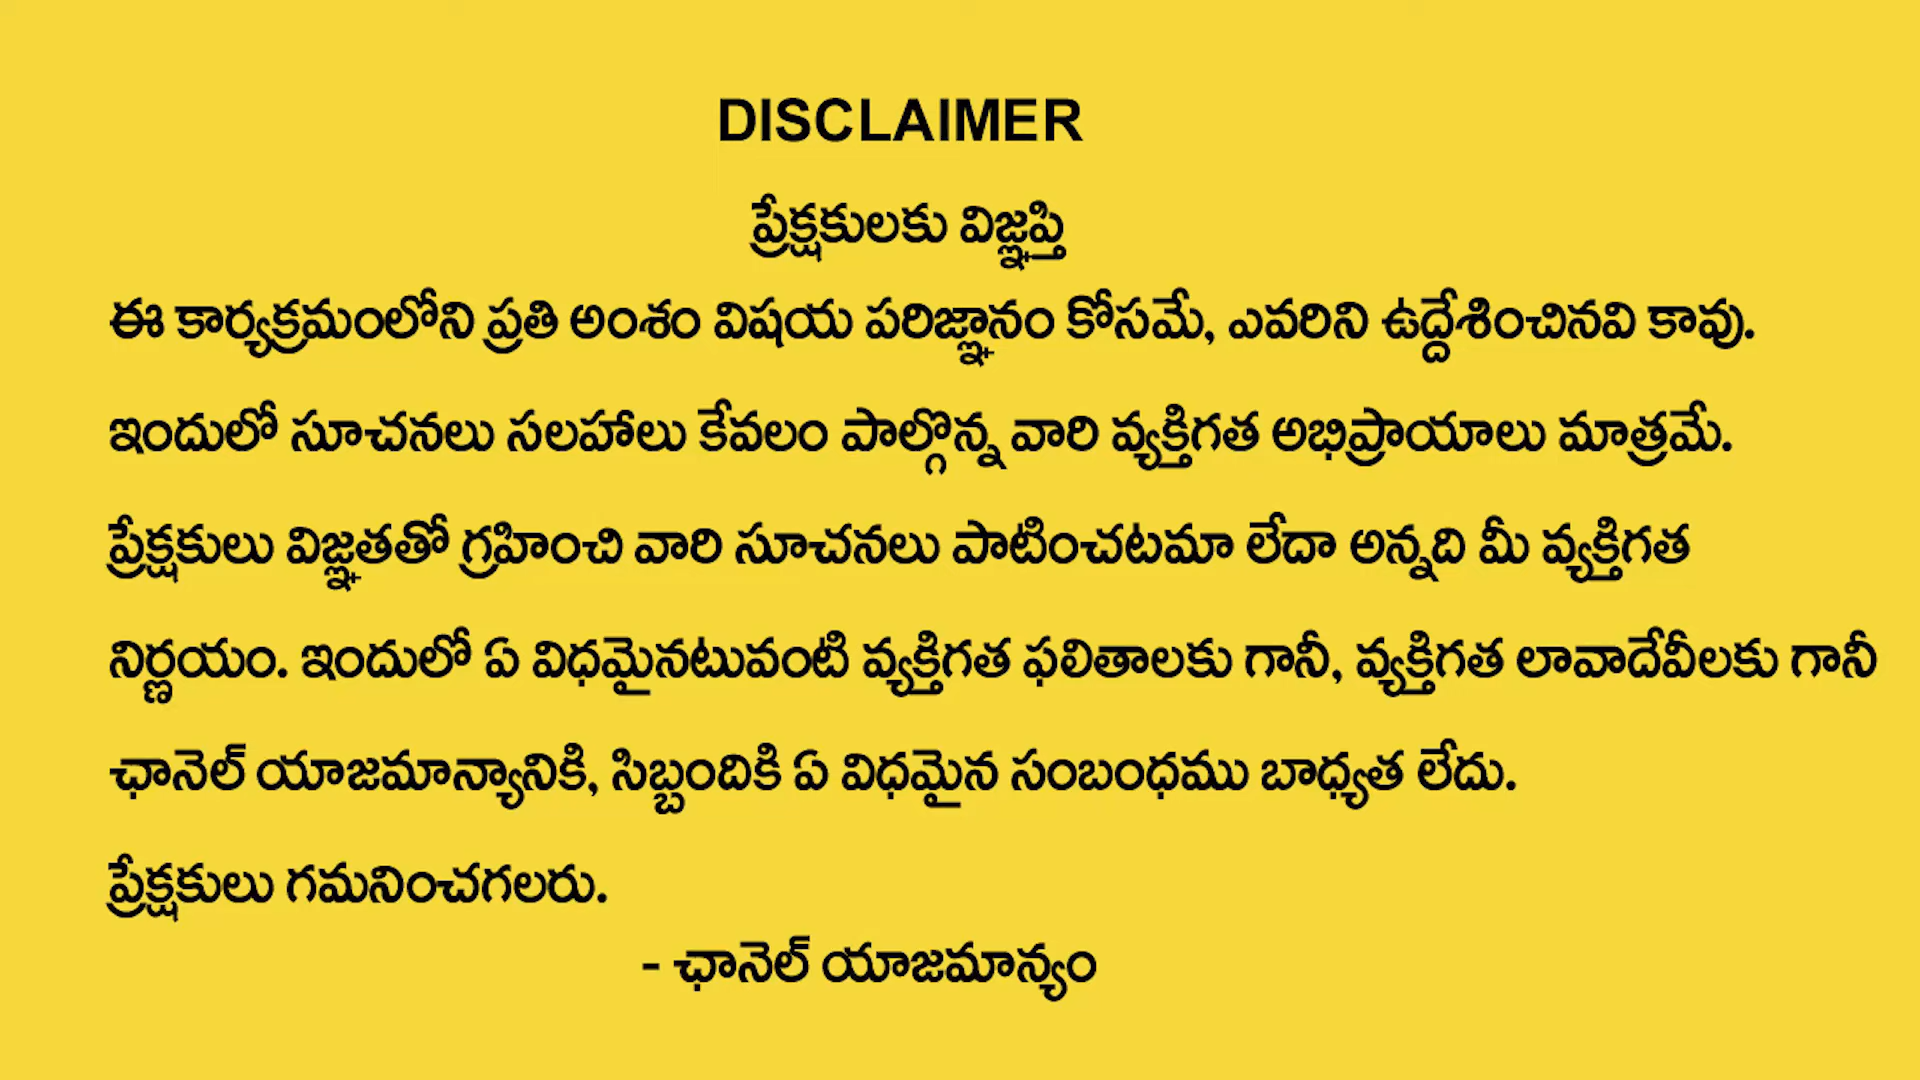 DISCLAIMER
ప్రేక్షకులకు విజ్ఞప్తి
ఈ కార్యక్రమంలోని ప్రతి అంశం విషయ పరిజ్ఞానం కోసమే, ఎవరిని ఉద్దేశించినవి కావు.
ఇందులో సూచనలు సలహాలు కేవలం పాల్గొన్న వారి వ్యక్తిగత అభిప్రాయాలు మాత్రమే.
ప్రేక్షకులు విజ్ఞతతో గ్రహించి వారి సూచనలు పాటించటమా లేదా అన్నది మీ వ్యక్తిగత
నిర్ణయం. ఇందులో ఏ విధమైనటువంటి వ్యక్తిగత ఫలితాలకు గానీ, వ్యక్తిగత లావాదేవీలకు గానీ
ఛానెల్ యాజమాన్యానికి, సిబ్బందికి ఏ విధమైన సంబంధము బాధ్యత లేదు.
ప్రేక్షకులు గమనించగలరు.
- ఛానెల్ యాజమాన్యం